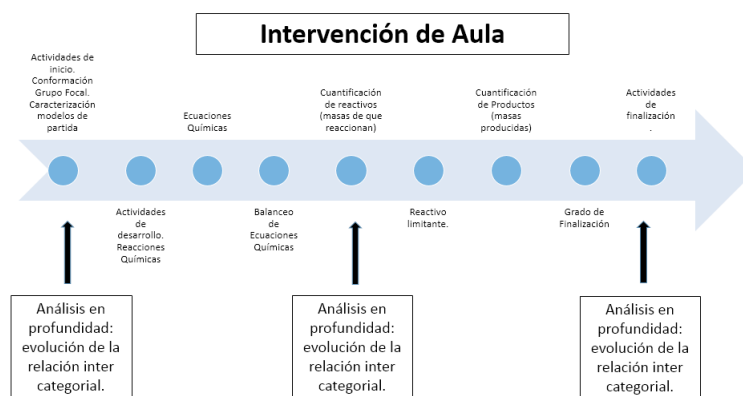 Intervención de Aula
Actividades de
inicio.
Conformación
Grupo Focal.
Caracterización
modelos de
partida
Ecuaciones
Químicas
Cuantificación
de reactivos
(masas de que
reaccionan)
Cuantificación
de Productos
(masas
producidas)
Actividades
de
finalización
.
Actividades
de
desarrollo.
Reacciones
Químicas
Balanceo
de
Ecuaciones
Químicas
Reactivo
limitante.
Grado de
Finalización
Análisis en
profundidad:
evolución de la
relación inter
categorial.
Análisis en
profundidad:
evolución de la
relación inter
categorial.
Análisis en
profundidad:
evolución de la
relación inter
categorial.